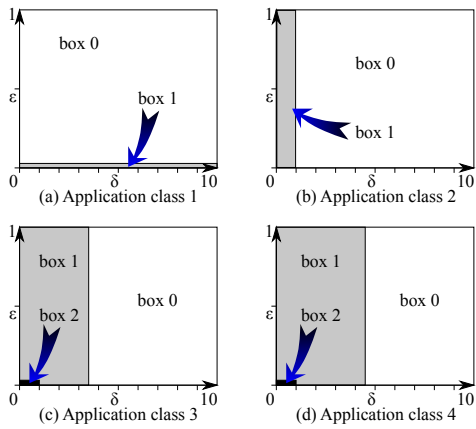 1
box 0
ε
box 1
0
δ
10
(a) Application class 1
1
box 0
ε
box 1
0
δ
10
(b) Application class 2
1
box 1
ε
box 2
box 0
0
δ
10
(c) Application class 3
1
box 1
ε
box 2
box 0
0
δ
10
(d) Application class 4